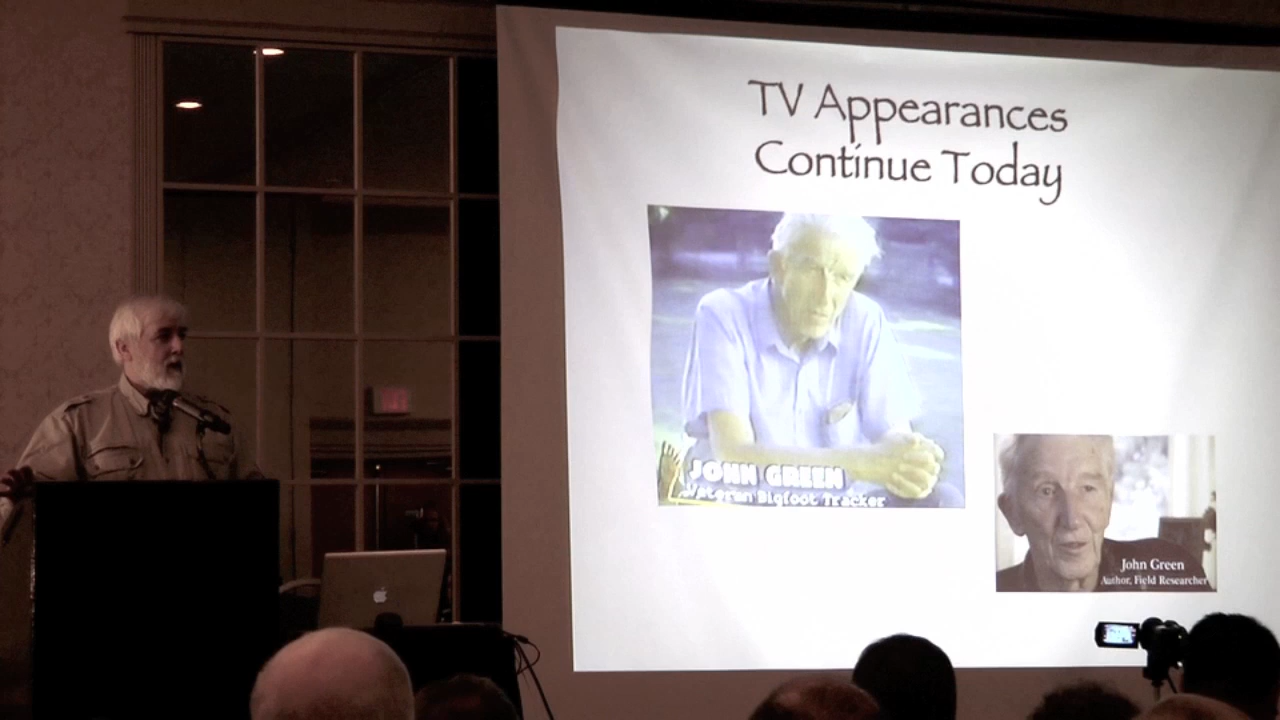 TV Appearances
Continue Today
JOHN GREEN
Veteran Bigfoot Tracker
John Green
Author, Field Researcher